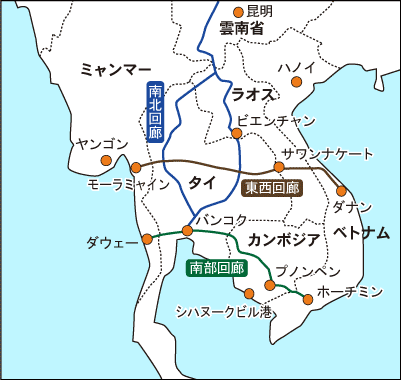 昆明
雲南省
ミャンマー
ハノイ
南北回廊
ラオス
ビエンチャン
ヤンゴン
サワンナケート
モーラミャイン
タイ
東西回廊
ダナン
バンコク
ベトナム
ダウェー
カンボジア
南部回廊
プノンペン
ホーチミン
シハヌークビル港